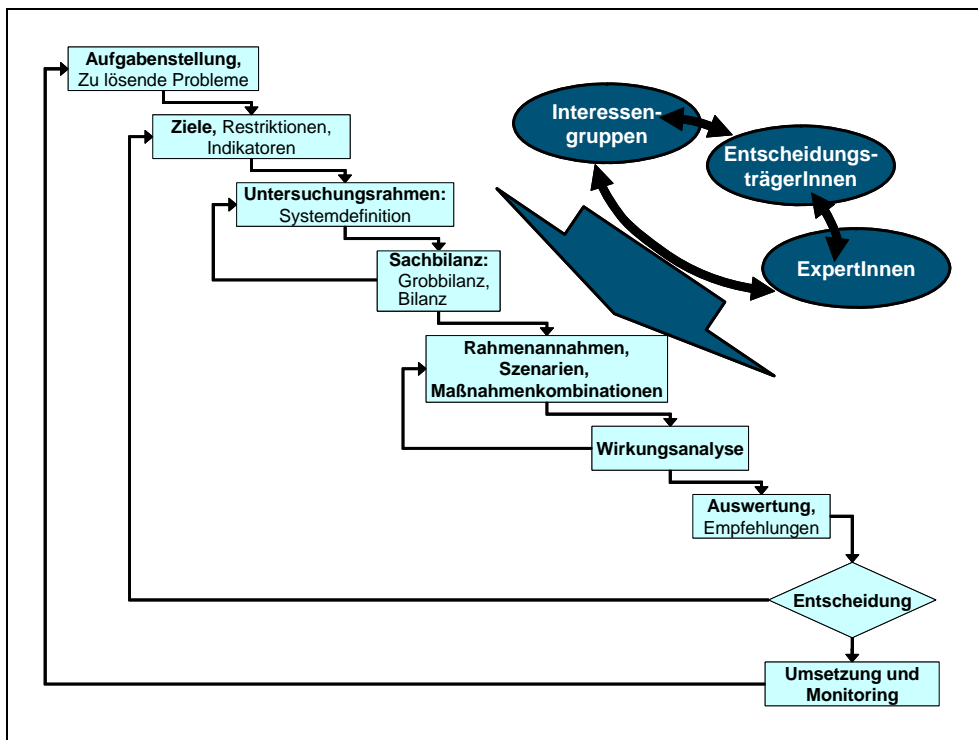 Aufgabenstellung,
Zu lösende Probleme
Ziele, Restriktionen,
Indikatoren
Untersuchungsrahmen:
Systemdefinition
Sachbilanz:
Grobbilanz,
Bilanz
Rahmenannahmen,
Szenarien,
Maßnahmenkombinationen
Wirkungsanalyse
Auswertung,
Empfehlungen
Entscheidung
Umsetzung und
Monitoring
Interessen-
gruppen
Entscheidungs-
trägerInnen
ExpertInnen